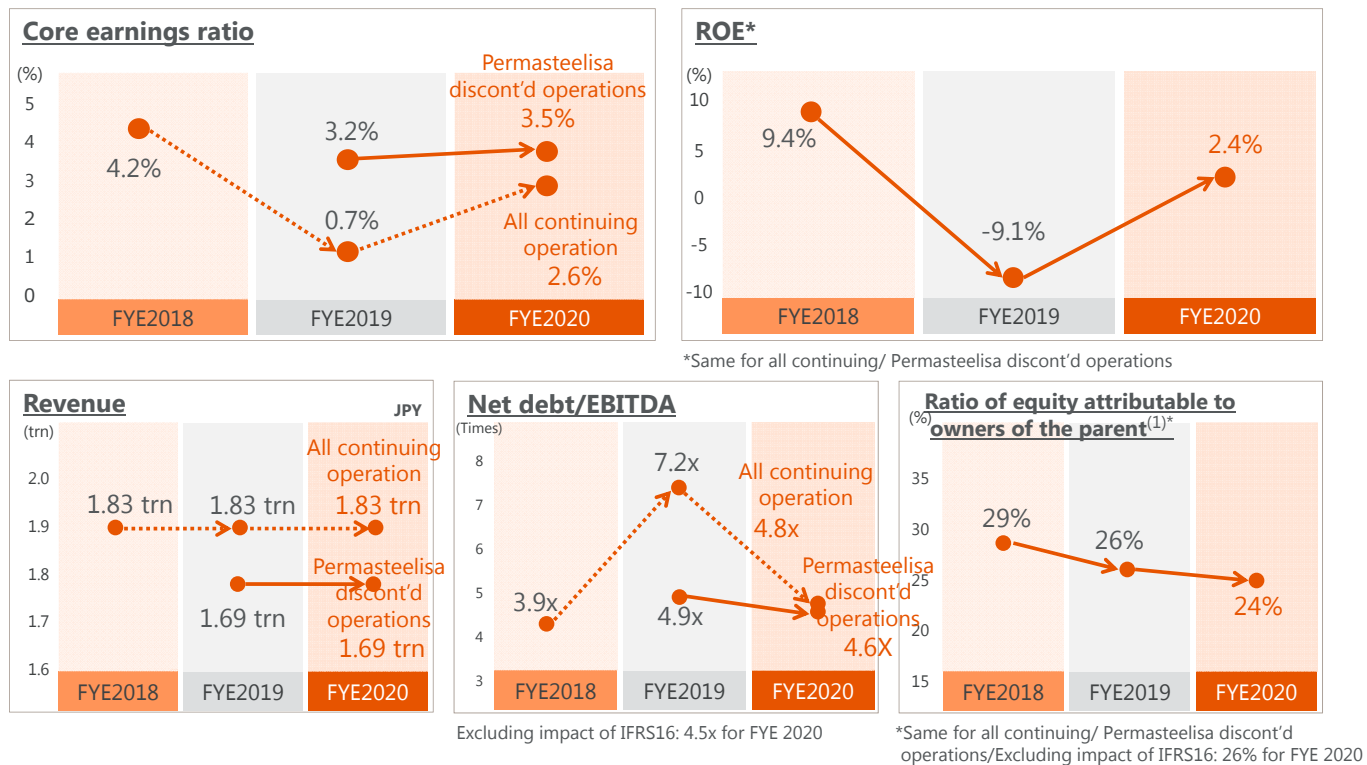 Core earnings ratio
(%)
5
4
3
2
1
0
4.2%
3.2%
0.7%
Permasteelisa
discont'd operations
3.5%
All continuing
operation
2.6%
FYE2018
FYE2019
FYE2020
ROE*
(%)
10
5
0
-5
-10
9.4%
-9.1%
2.4%
FYE2018
FYE2019
FYE2020
*Same for all continuing/ Permasteelisa discont'd operations
Revenue
JPY
(trn)
2.0
1.9
1.8
1.7
1.6
1.83 trn
1.83 trn
All continuing
operation
1.83 trn
1.69 trn
Permasteelisa
discont'd
operations
1.69 trn
FYE2018
FYE2019
FYE2020
Net debt/EBITDA
(Times)
8
7
6
5
4
3
3.9x
7.2x
4.9x
All continuing
operation
4.8x
Permasteelisa
discont'd
operations
4.6X
FYE2018
FYE2019
FYE2020
Excluding impact of IFRS16: 4.5x for FYE 2020
Ratio of equity attributable to
owners of the parent(1)*
(%)
35
30
25
20
15
29%
26%
24%
FYE2018
FYE2019
FYE2020
*Same for all continuing/ Permasteelisa discont'd
operations/Excluding impact of IFRS16: 26% for FYE 2020